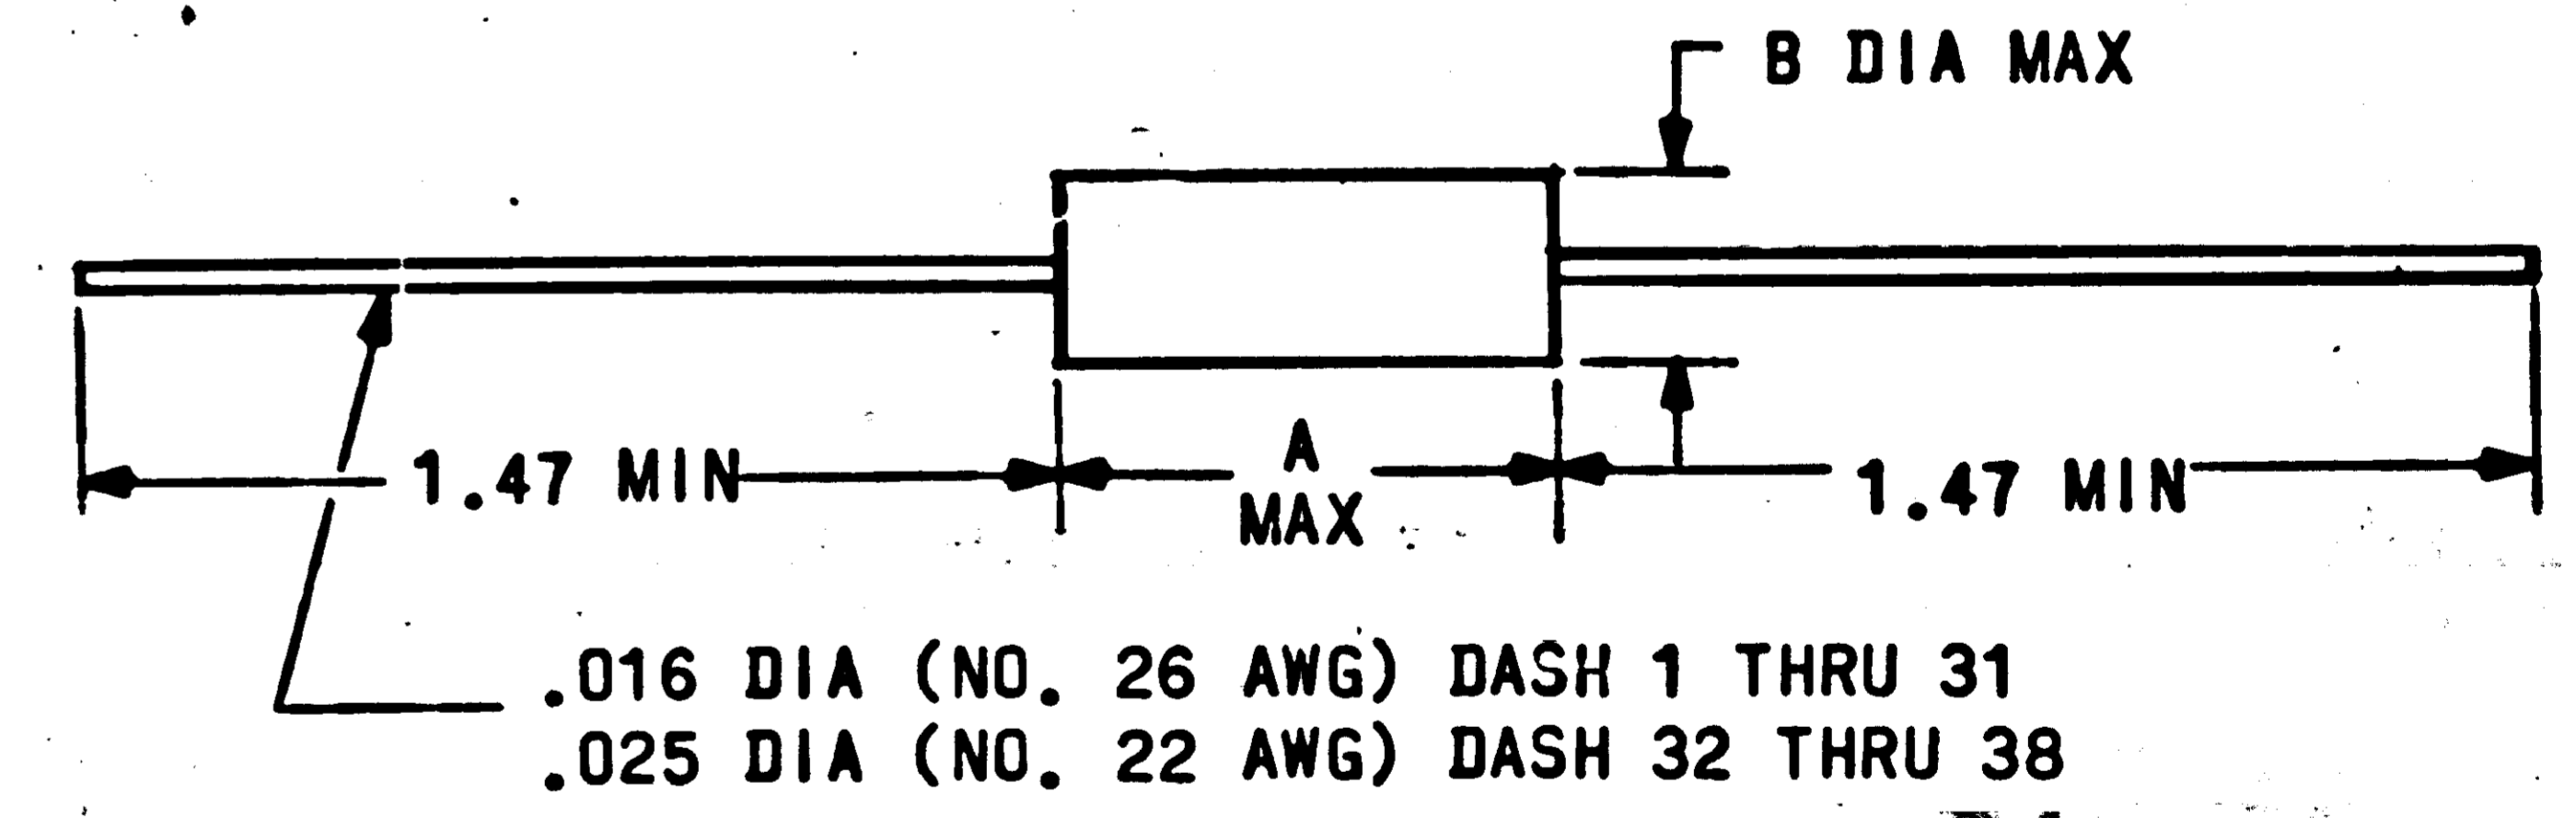 B DIA MAX
1.47 MIN
A
MAX
1.47 MIN
.016 DIA (NO. 26 AWG) DASH 1 THRU 31
.025 DIA (NO. 22 AWG) DASH 32 THRU 38